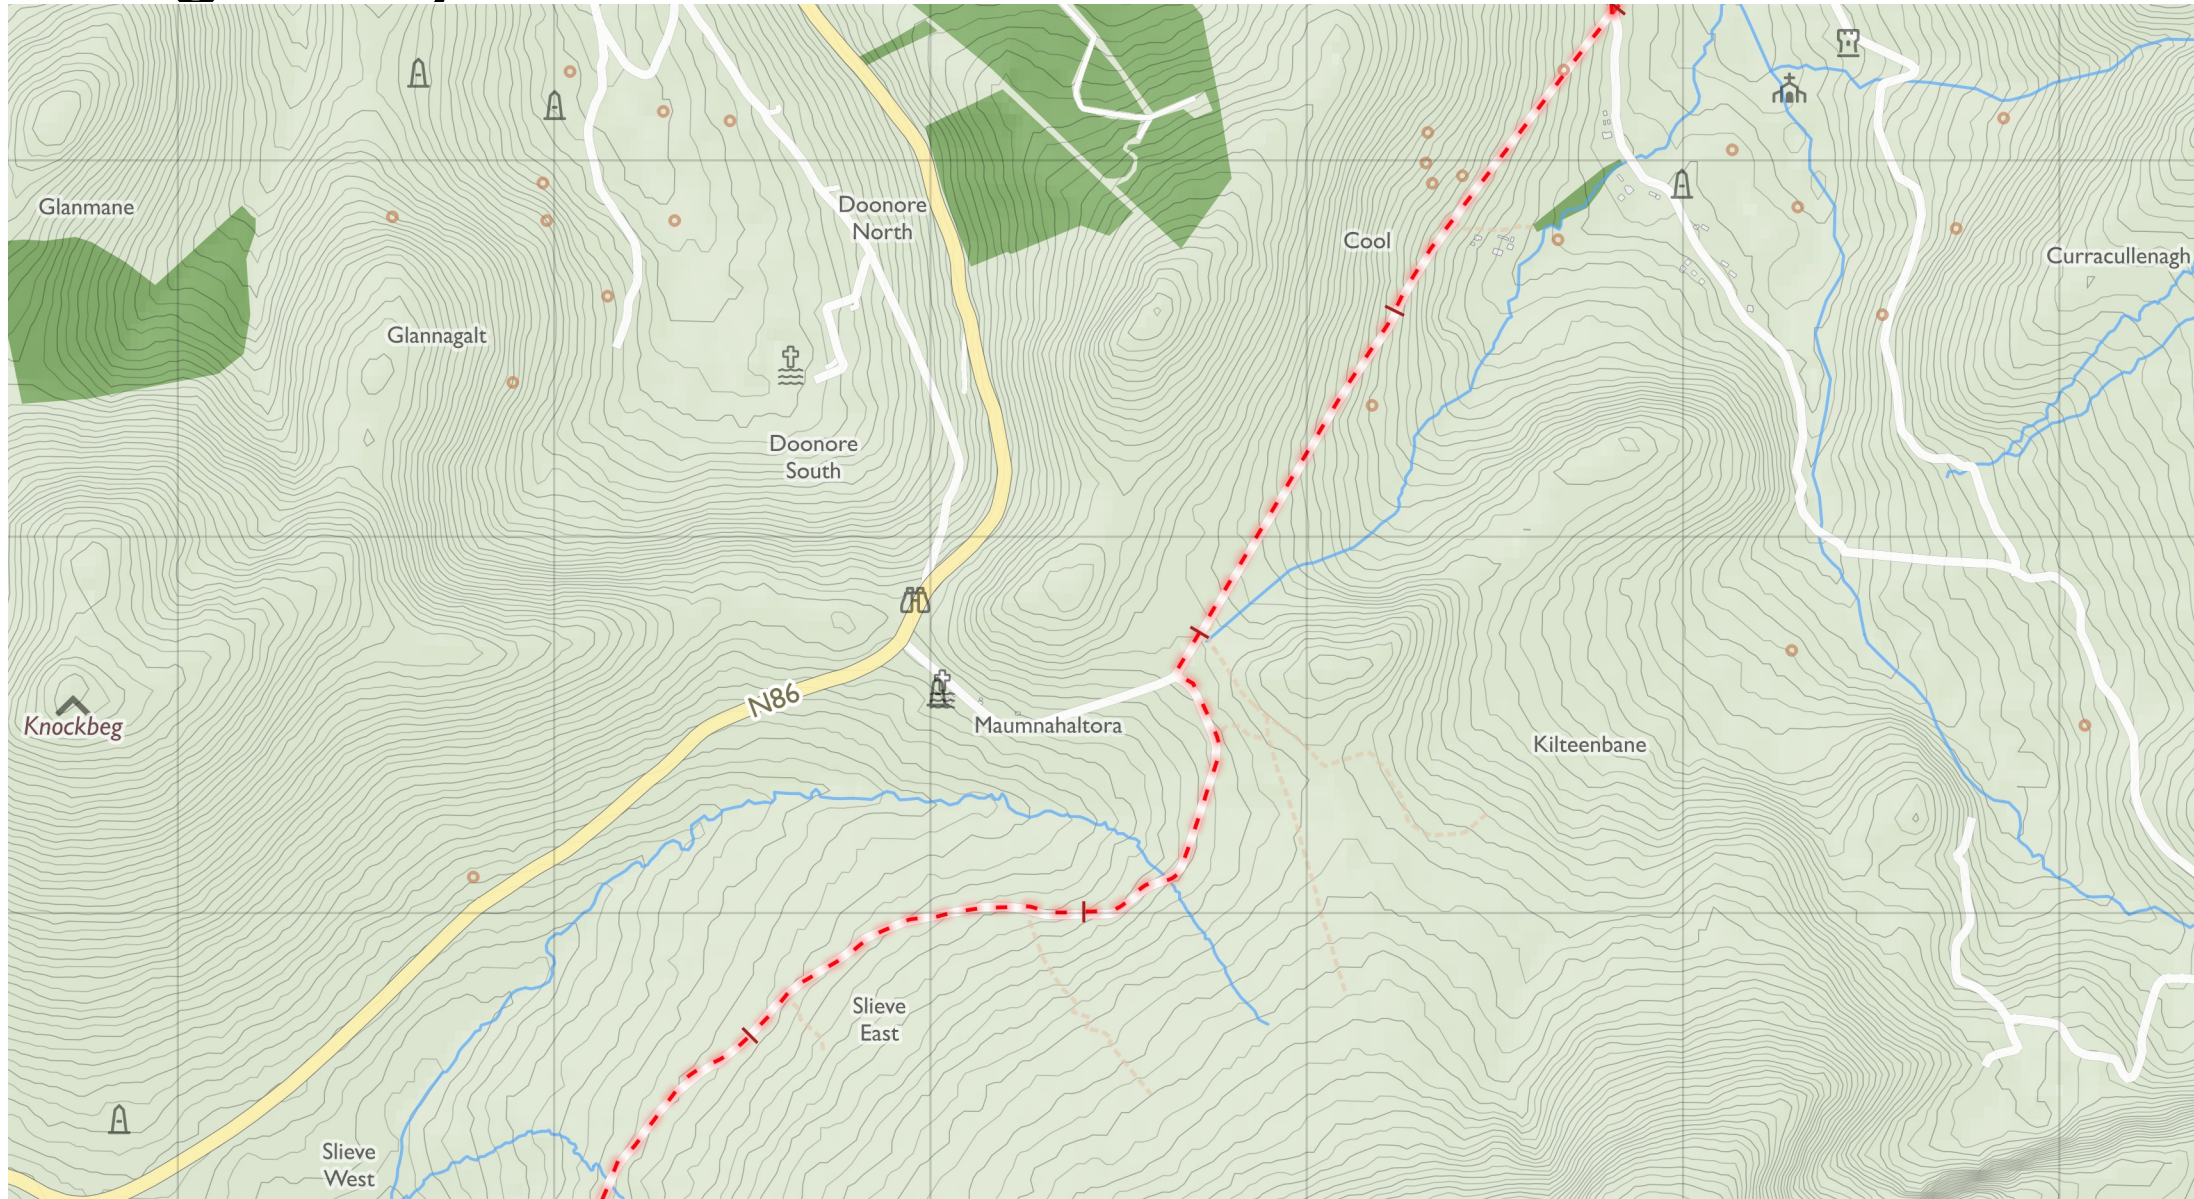 Glanmane
Doonore
North
Cool
Curracullenagh
Glannagalt
Doonore
South
N86
Knockbeg
Maumnahaltora
Kilteenbane
Slieve
East
Slieve
West